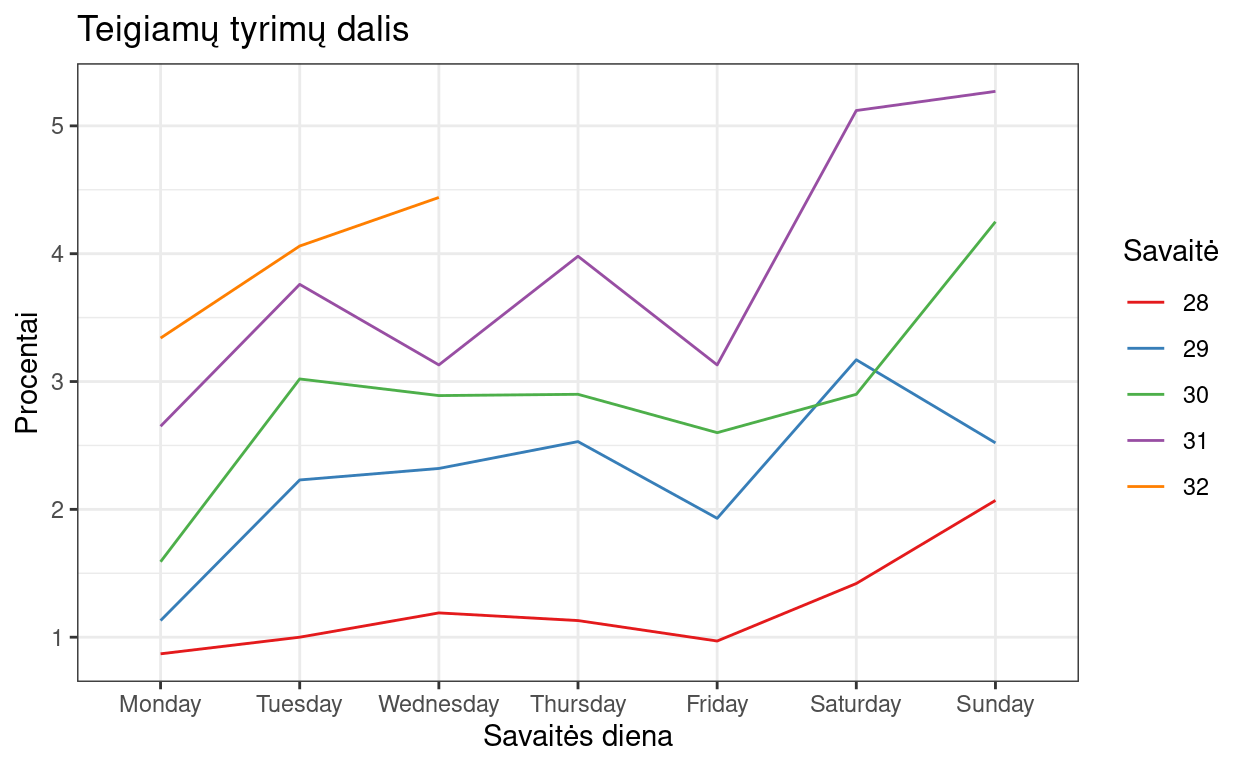 Teigiamų tyrimų dalis
Procentai
5
4
3
2
1
Monday Tuesday Wednesday Thursday Friday Saturday Sunday
Savaitės diena
Savaitė
28
29
30
31
32